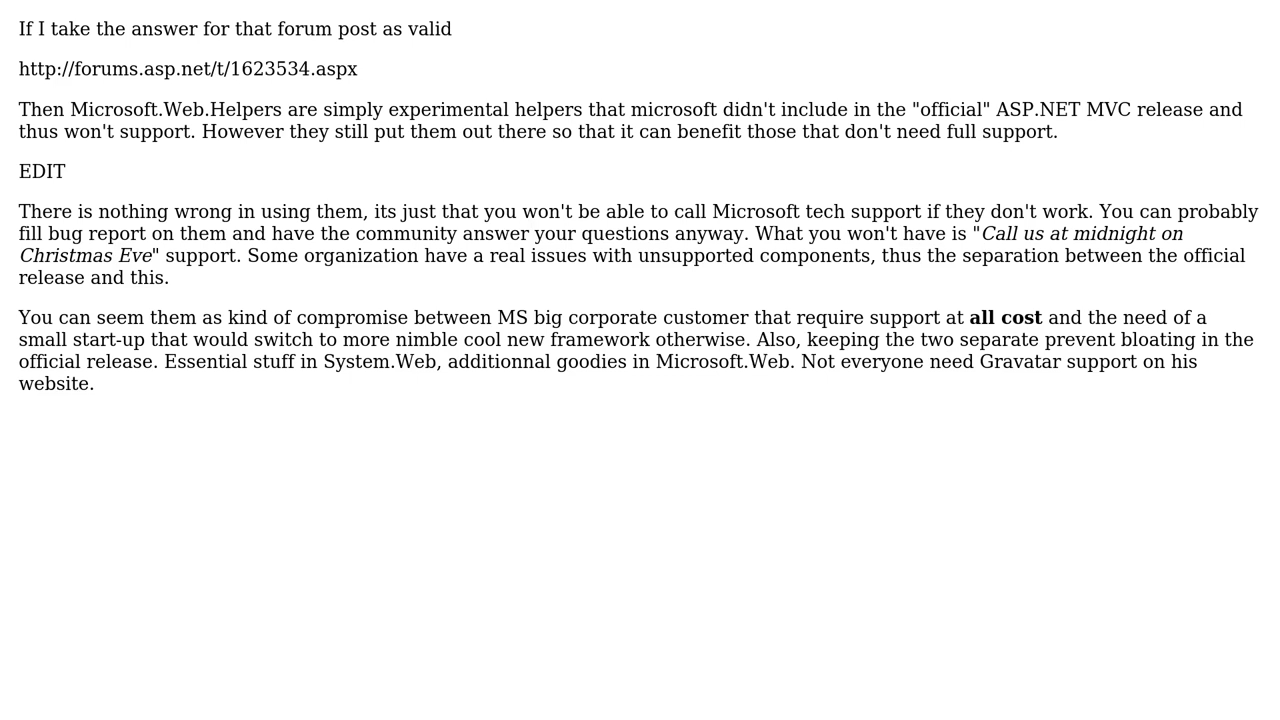 If I take the answer for that forum post as valid
http://forums.asp.net/t/1623534.aspx
Then Microsoft.Web.Helpers are simply experimental helpers that microsoft didn't include in the "official" ASP.NET MVC release and
thus won't support. However they still put them out there so that it can benefit those that don't need full support.
EDIT
There is nothing wrong in using them, its just that you won't be able to call Microsoft tech support if they don't work. You can probably
fill bug report on them and have the community answer your questions anyway. What you won't have is "Call us at midnight on
Christmas Eve" support. Some organization have a real issues with unsupported components, thus the separation between the official
release and this.
You can seem them as kind of compromise between MS big corporate customer that require support at all cost and the need of a
small start-up that would switch to more nimble cool new framework otherwise. Also, keeping the two separate prevent bloating in the
official release. Essential stuff in System.Web, additionnal goodies in Microsoft.Web. Not everyone need Gravatar support on his
website.